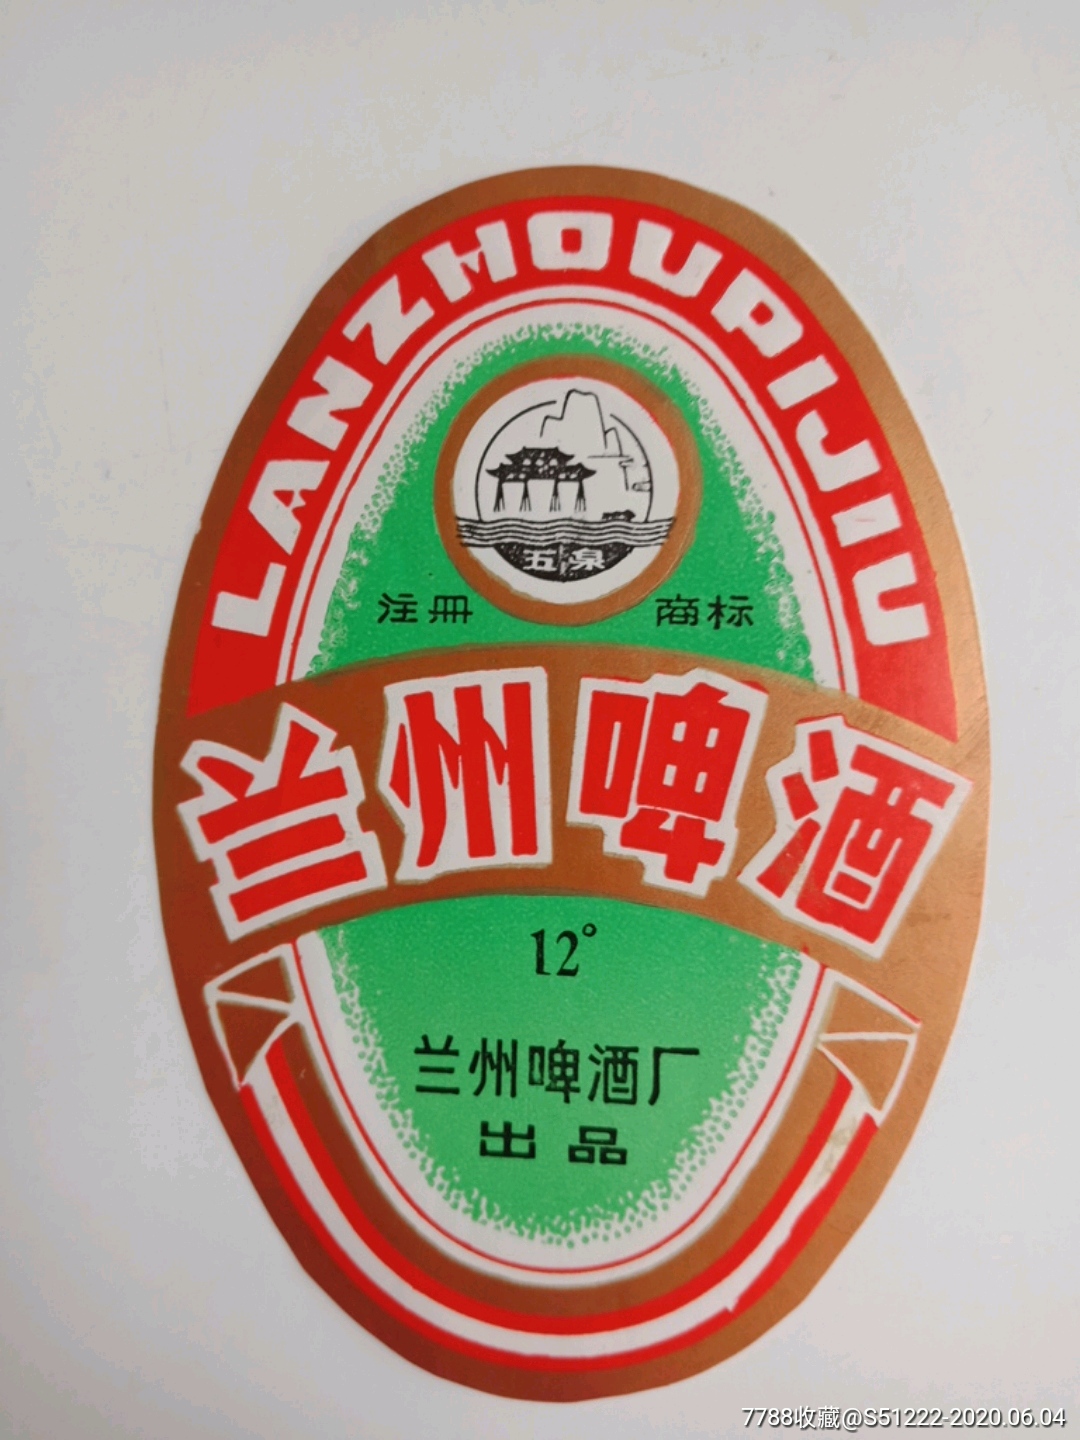 LANZHOUPIJIU
五泉
注册 商标
兰州啤酒
12°
兰州啤酒厂
出品
7788收藏@S51222-2020.06.04